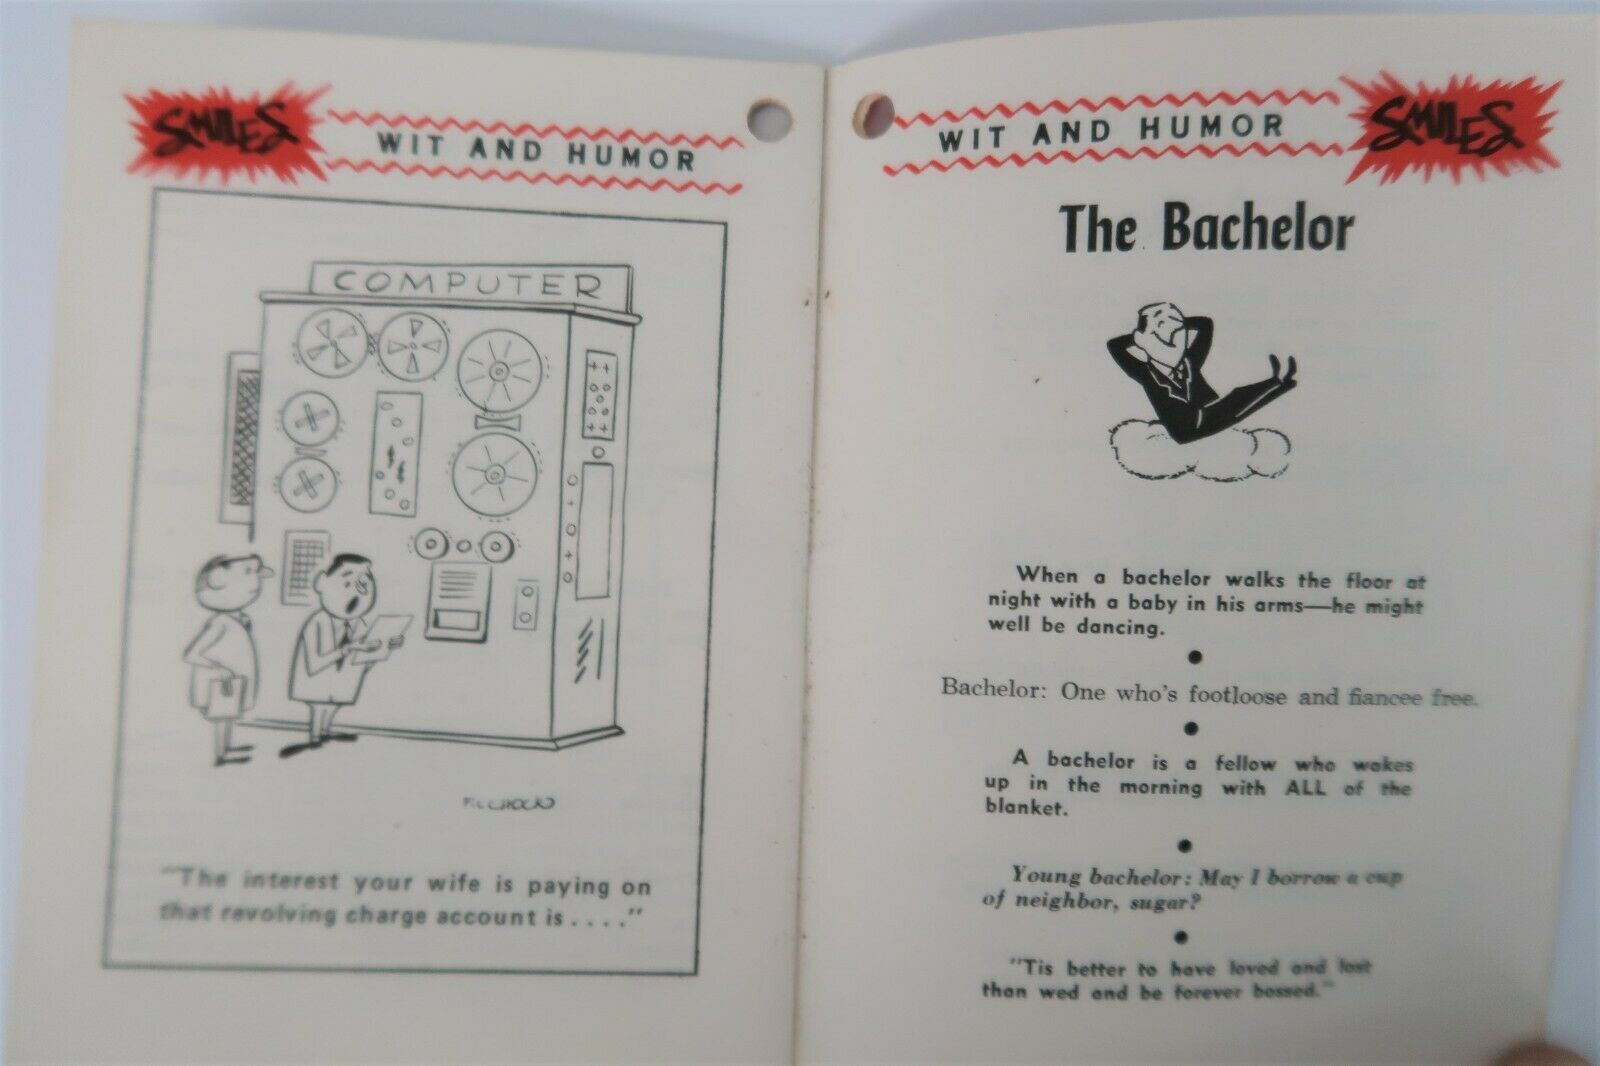 SMILES
WIT AND HUMOR
COMPUTER
"The interest your wife is paying on
that revolving charge account is . . . ."
WIT AND HUMOR
SMILES
The Bachelor
When a bachelor walks the floor at
night with a baby in his arms—he might
well be dancing.
Bachelor: One who's footloose and fiancee free.
A bachelor is a fellow who wakes
up in the morning with ALL of the
blanket.
Young bachelor: May I borrow a cup
of neighbor, sugar?
"Tis better to have loved and lost
than wed and be forever bossed."